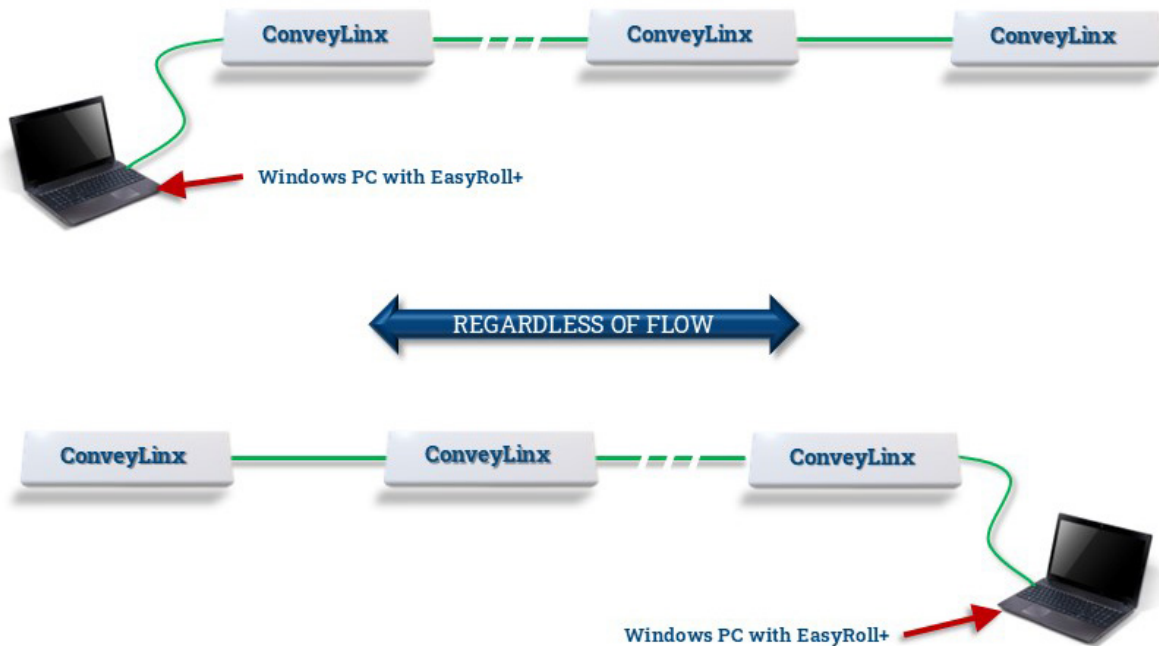 ConveyLinx
ConveyLinx
ConveyLinx
Windows PC with EasyRoll+
REGARDLESS OF FLOW
ConveyLinx
ConveyLinx
ConveyLinx
Windows PC with EasyRoll+